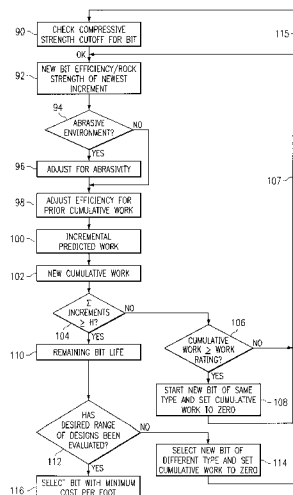 90
CHECK COMPRESSIVE
STRENGTH CUTOFF FOR BIT
115
OK
92
NEW BIT EFFICIENCY/ROCK
STRENGTH OF NEWEST
INCREMENT
94
ABRASIVE
ENVIRONMENT?
NO
YES
107
96
ADJUST FOR ABRASIVITY
98
ADJUST EFFICIENCY FOR
PRIOR CUMULATIVE WORK
100
INCREMENTAL
PREDICTED WORK
102
NEW CUMULATIVE WORK
Σ
INCREMENTS
≥ H?
NO
104
YES
106
CUMULATIVE
WORK ≥ WORK
RATING?
NO
YES
110
REMAINING BIT LIFE
START NEW BIT OF SAME
TYPE AND SET CUMULATIVE
WORK TO ZERO
108
HAS
DESIRED RANGE
OF DESIGNS BEEN
EVALUATED?
NO
112
YES
SELECT NEW BIT OF
DIFFERENT TYPE AND SET
CUMULATIVE WORK TO ZERO
114
116
SELECT BIT WITH MINIMUM
COST PER FOOT